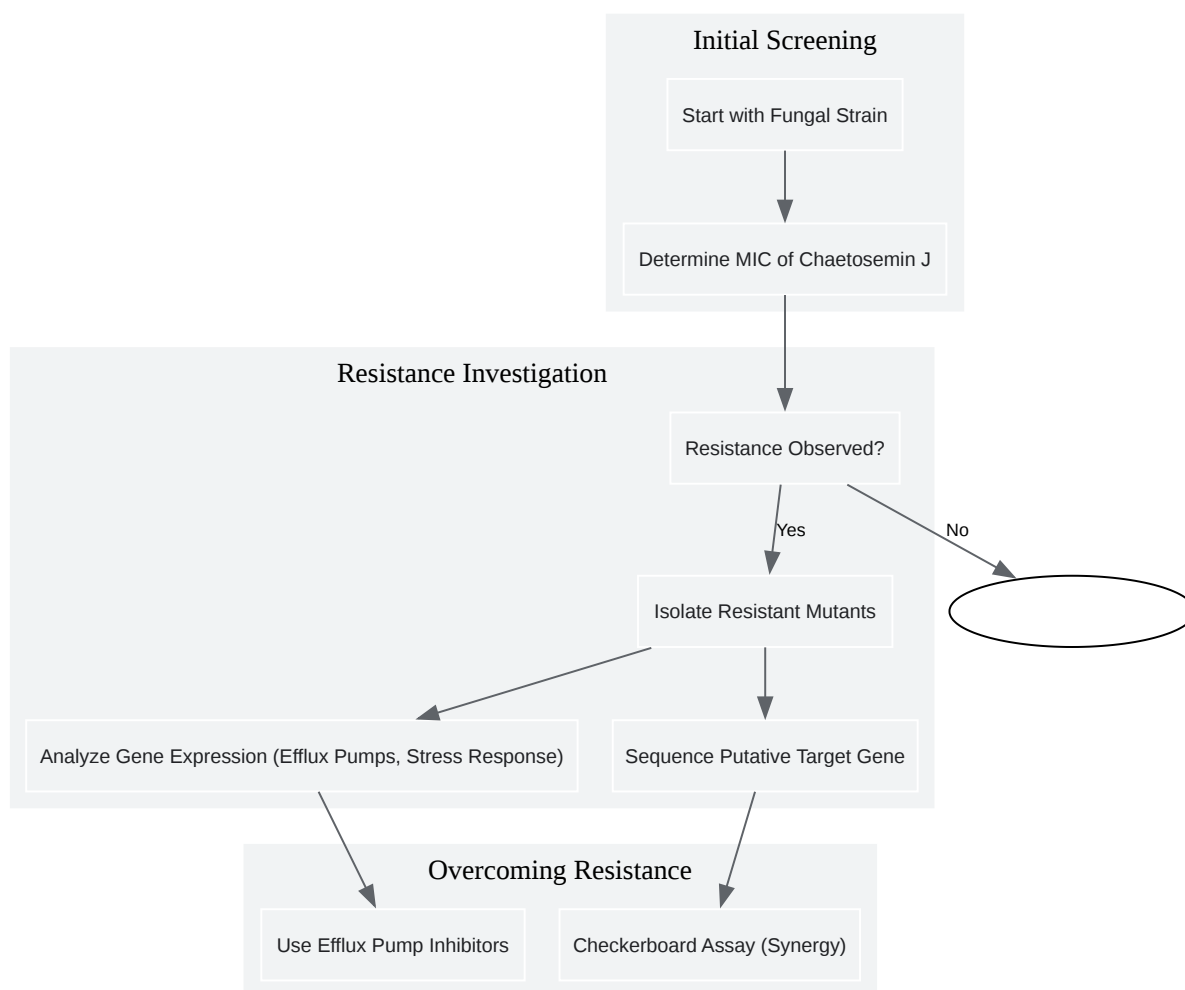 Initial Screening
Start with Fungal Strain
Determine MIC of Chaetosemin J
Resistance Investigation
Resistance Observed?
Yes
No
Isolate Resistant Mutants
Analyze Gene Expression (Efflux Pumps, Stress Response)
Sequence Putative Target Gene
Overcoming Resistance
Use Efflux Pump Inhibitors
Checkerboard Assay (Synergy)